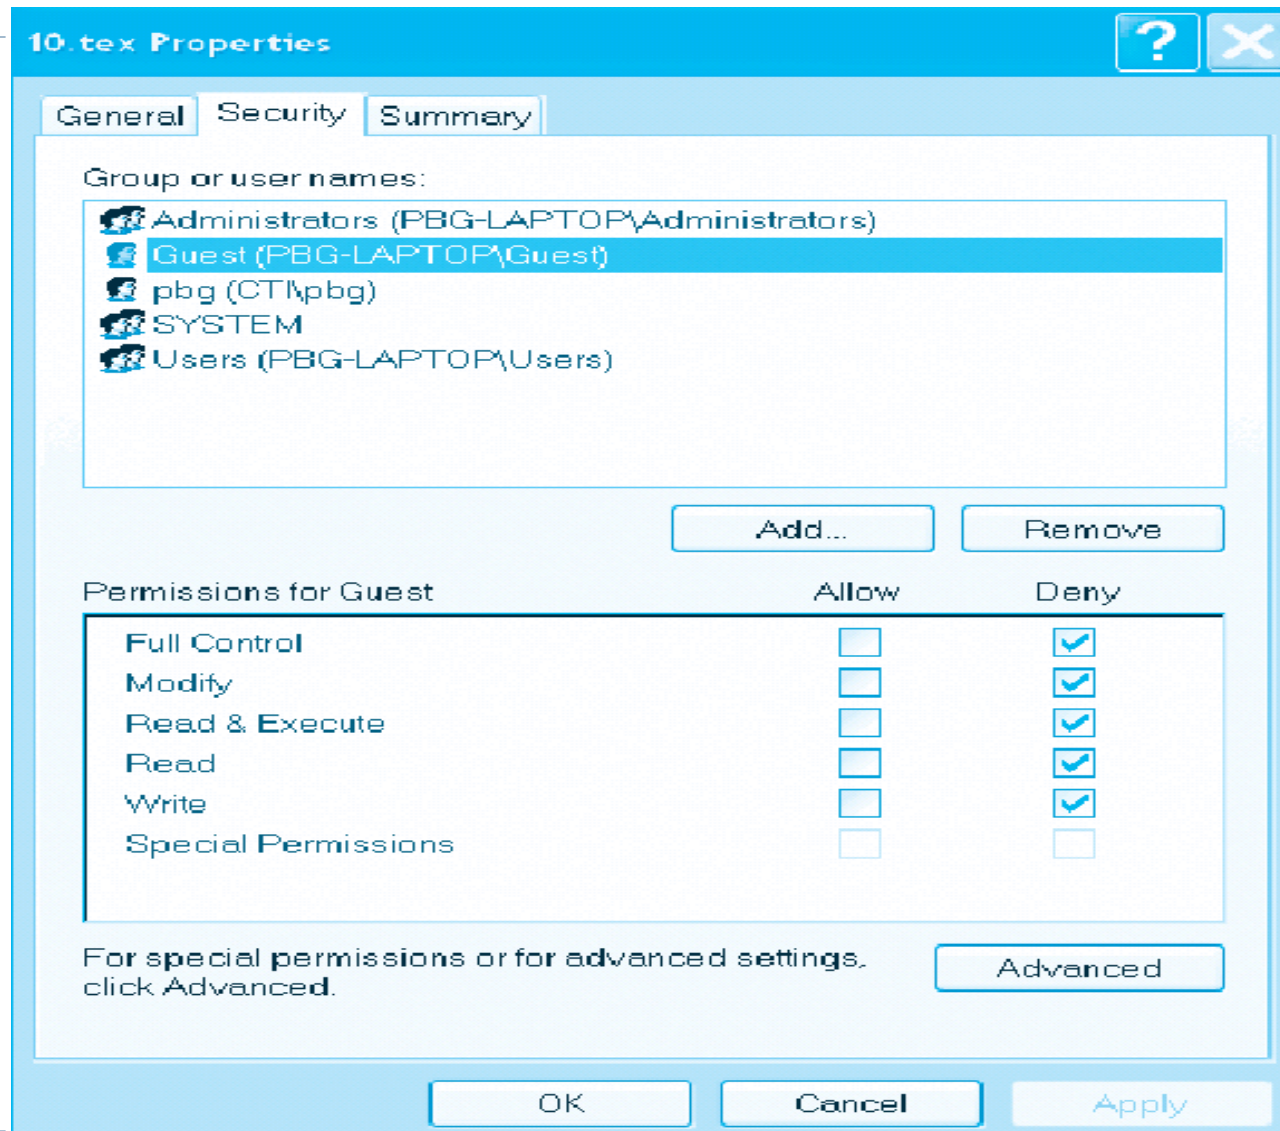 10.tex Properties
?
General Security Summary
Group or user names:
Administrators (PBG-LAPTOP\Administrators)
Guest (PBG-LAPTOP\Guest)
pbg (CTI\pbg)
SYSTEM
Users (PBG-LAPTOP\Users)
Add... Remove
Permissions for Guest Allow Deny
Full Control
Modify
Read & Execute
Read
Write
Special Permissions
For special permissions or for advanced settings,
click Advanced.
Advanced
OK Cancel Apply